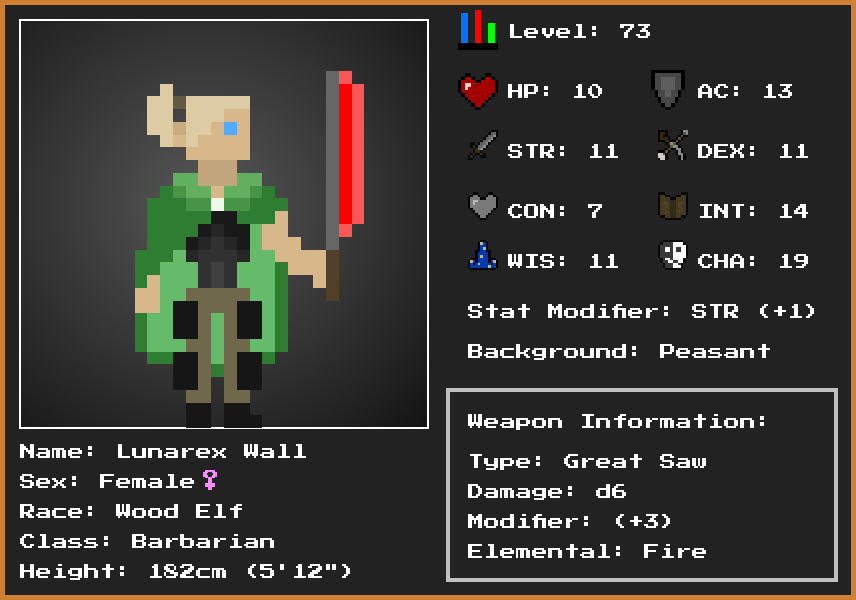 Level: 73
HP: 10
AC: 13
STR: 11
DEX: 11
CON: 7
INT: 14
WIS: 11
CHA: 19
Stat Modifier: STR (+1)
Background: Peasant
Weapon Information:
Type: Great Saw
Damage: d6
Modifier: (+3)
Elemental: Fire
Name: Lunarex Wall
Sex: Female♀
Race: Wood Elf
Class: Barbarian
Height: 182cm (5'12")